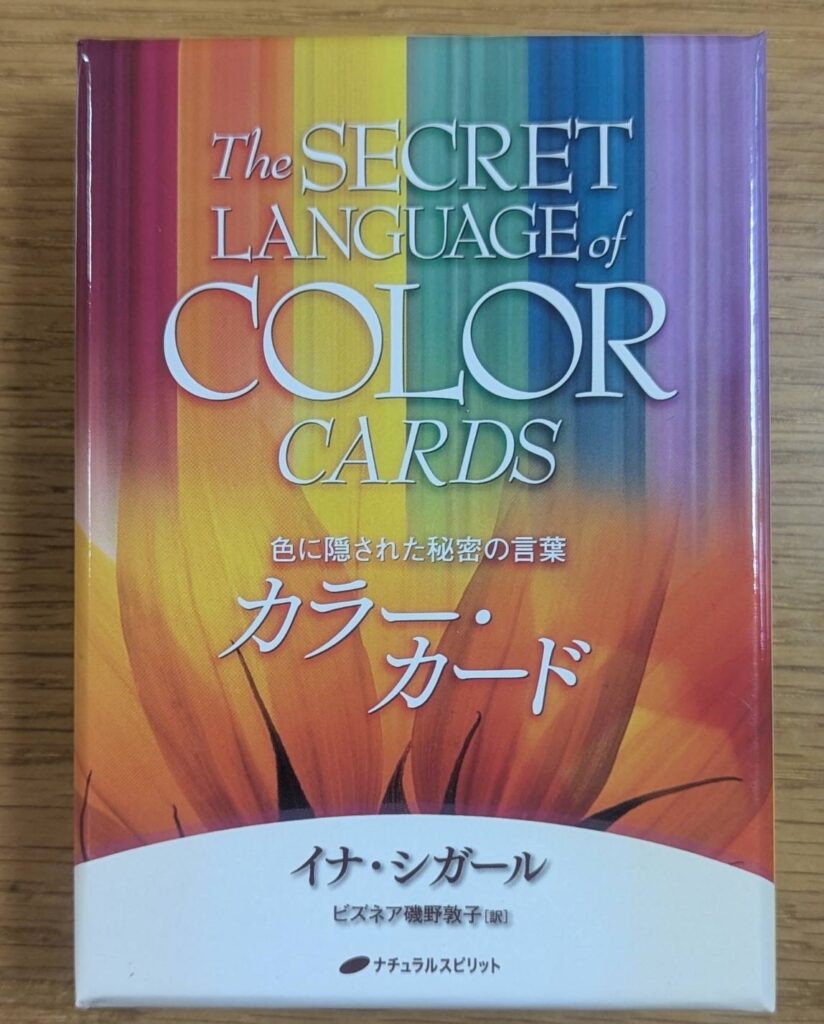 The SECRET
LANGUAGE of
COLOR
CARDS
色に隠された秘密の言葉
カラー・
カード
イナ・シガール
ビズネア磯野敦子[訳]
ナチュラルスピリット